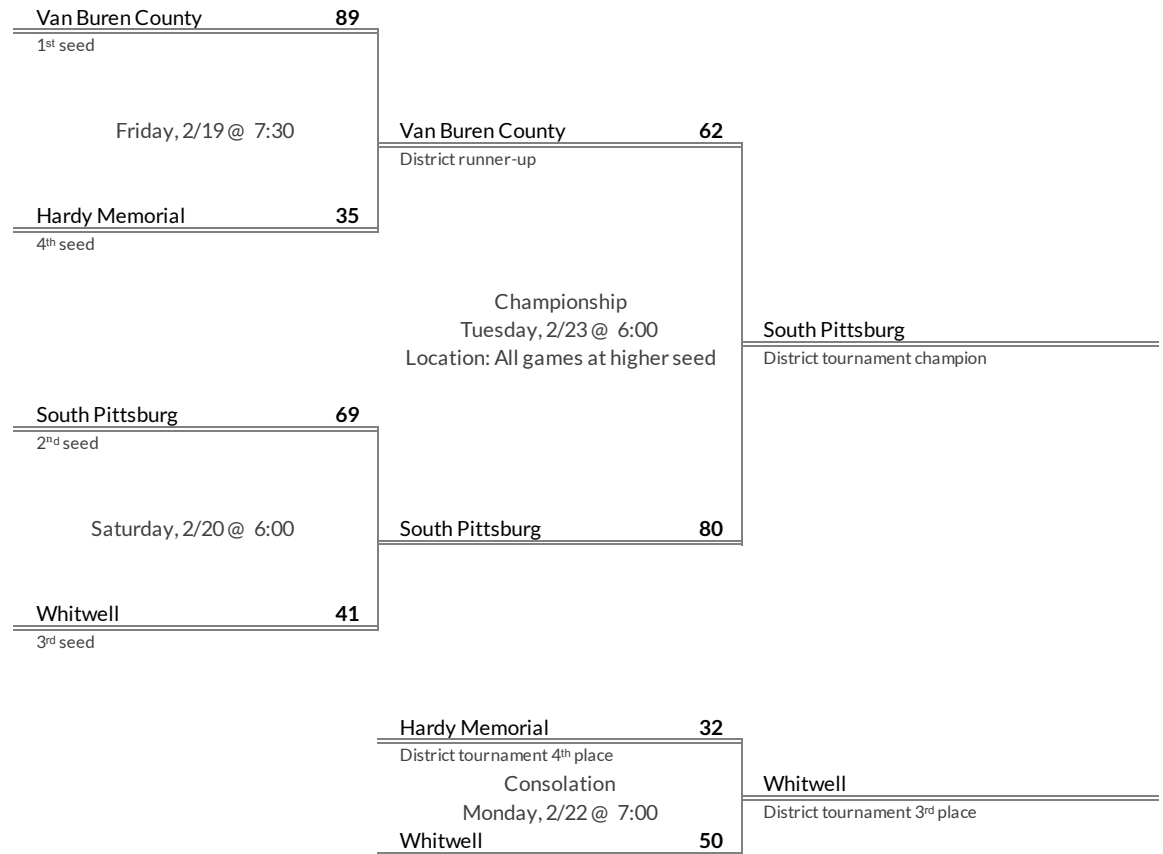 Van Buren County 89
1st seed
Friday, 2/19 @ 7:30
Van Buren County 62
District runner-up
Hardy Memorial 35
4th seed
Championship
Tuesday, 2/23 @ 6:00
Location: All games at higher seed
South Pittsburg
District tournament champion
South Pittsburg 69
2nd seed
Saturday, 2/20 @ 6:00
South Pittsburg 80
Whitwell 41
3rd seed
Hardy Memorial 32
District tournament 4th place
Consolation
Monday, 2/22 @ 7:00
Whitwell 50
Whitwell
District tournament 3rd place